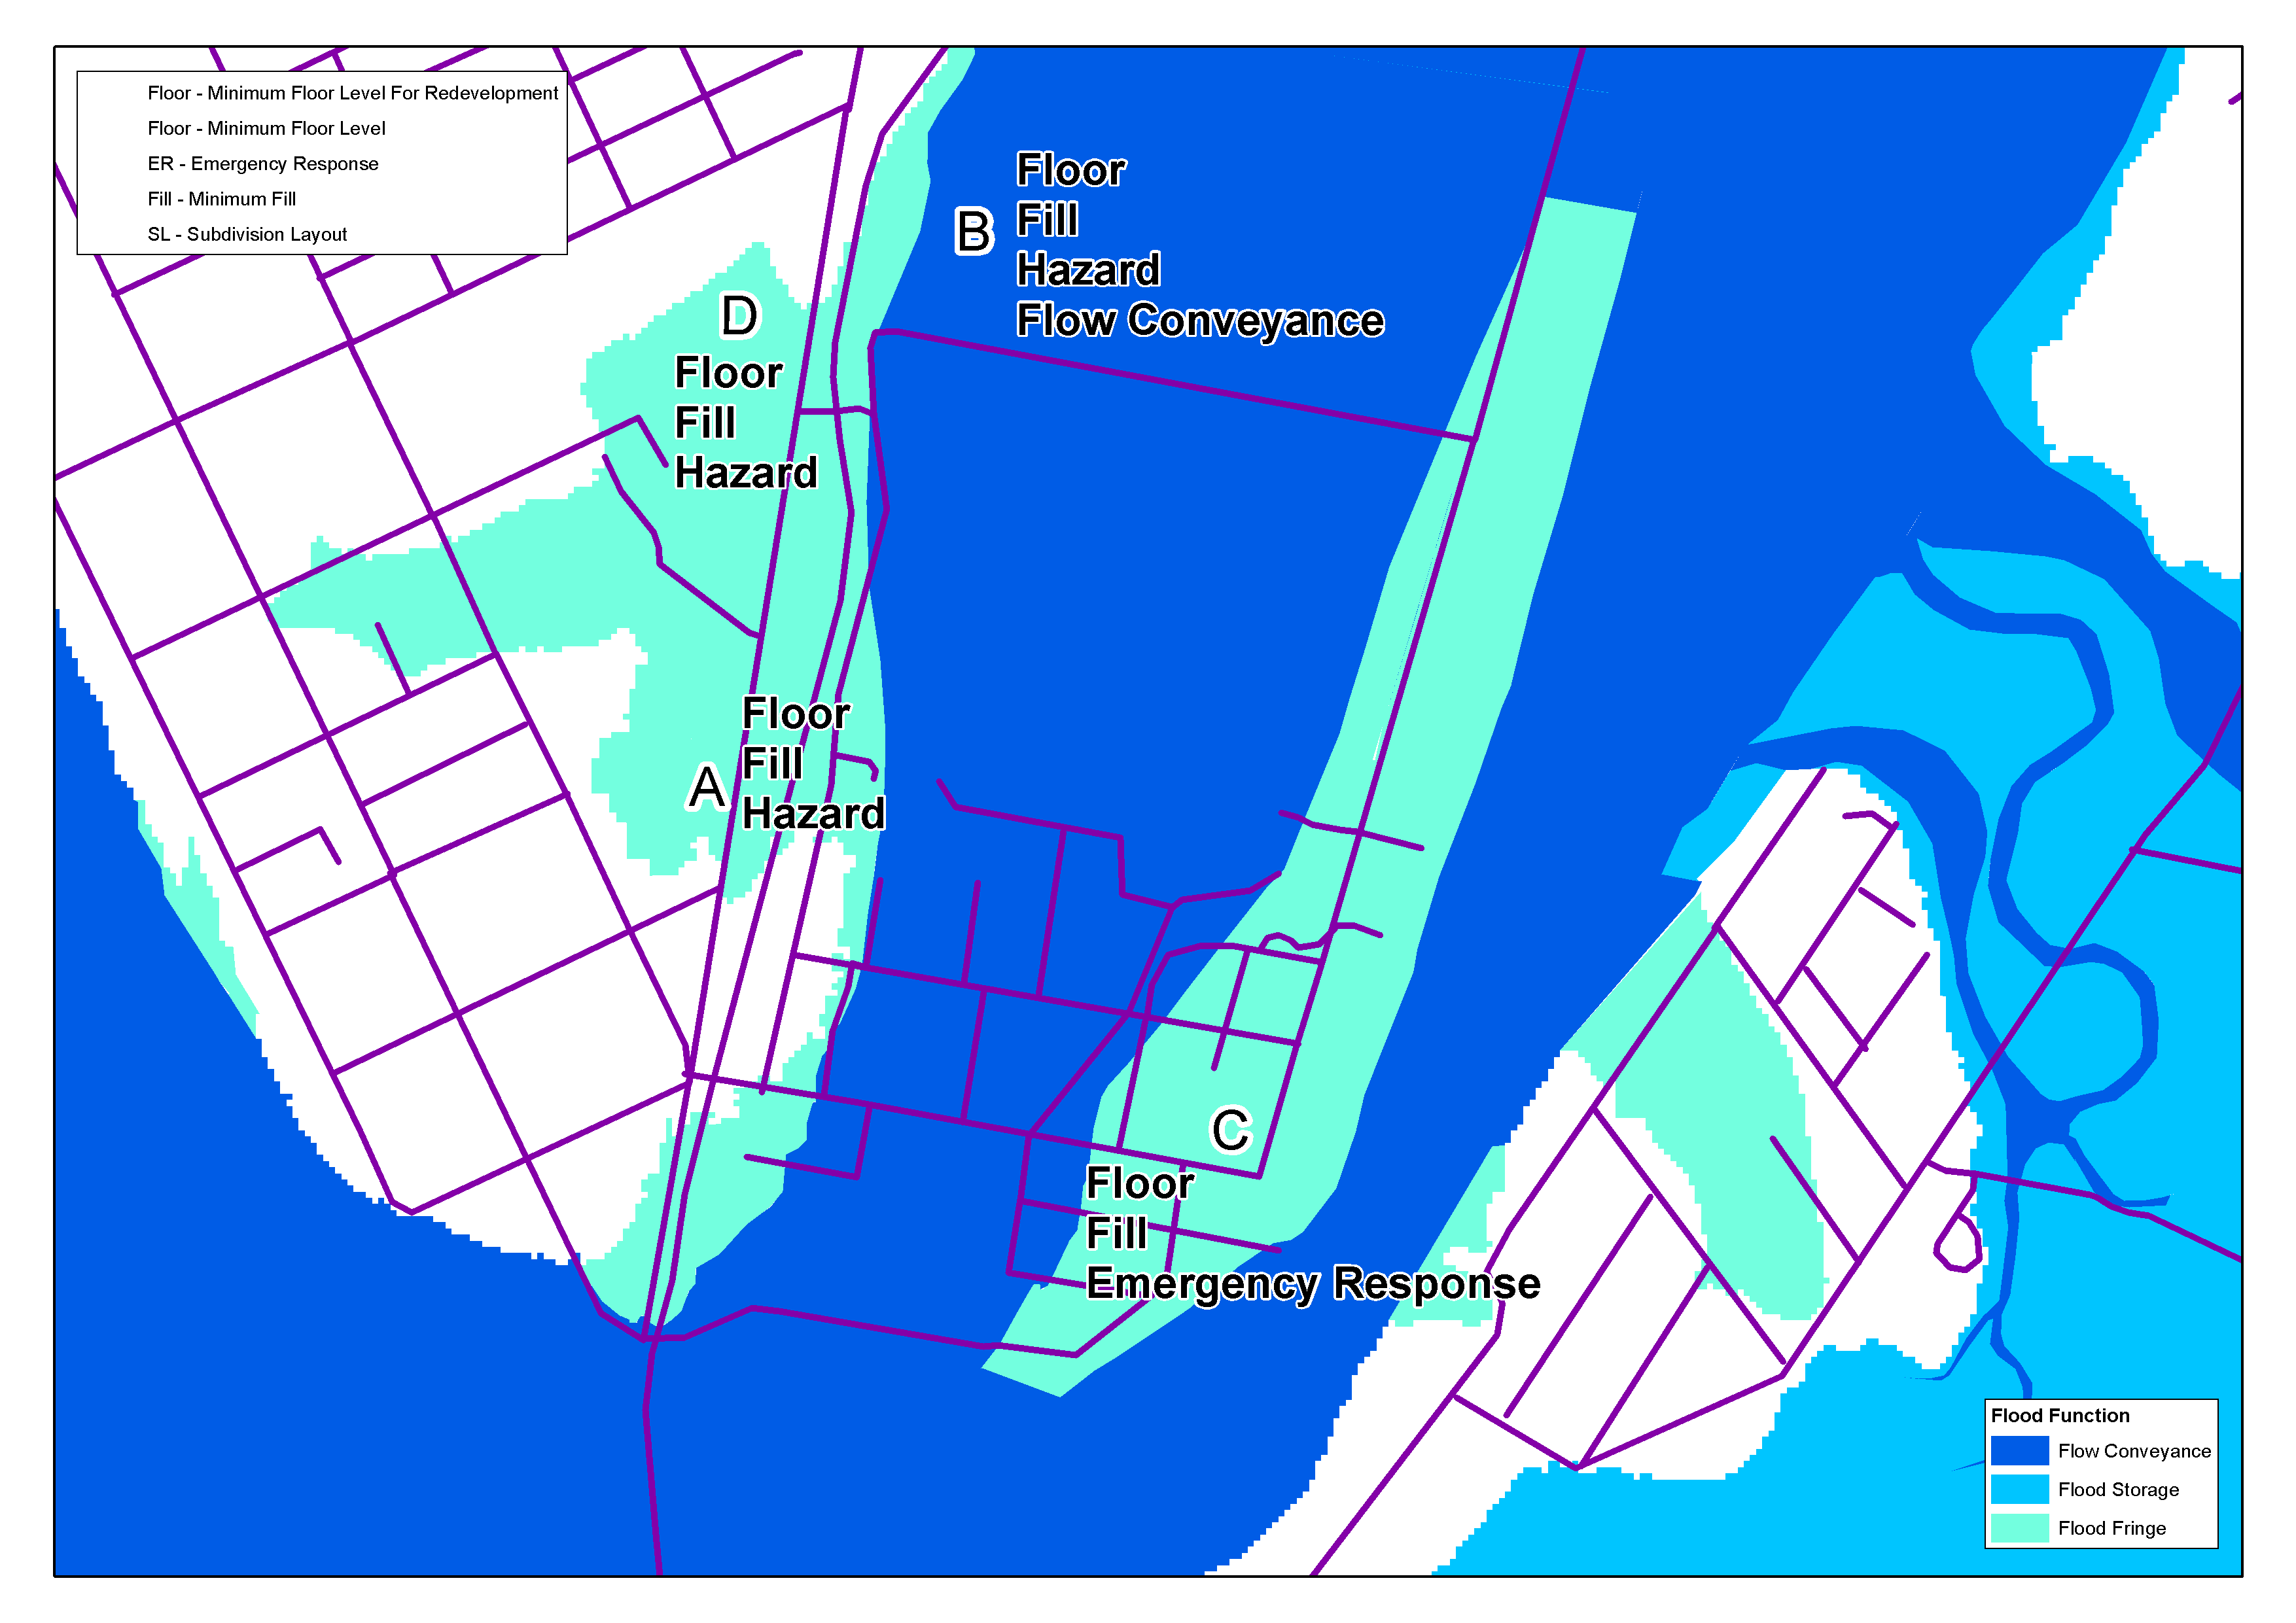 Floor - Minimum Floor Level For Redevelopment
Floor - Minimum Floor Level
ER - Emergency Response
Fill - Minimum Fill
SL - Subdivision Layout
B
Floor
Fill
Hazard
Flow Conveyance
D
Floor
Fill
Hazard
A
Floor
Fill
Hazard
C
Floor
Fill
Emergency Response
Flood Function
Flow Conveyance
Flood Storage
Flood Fringe